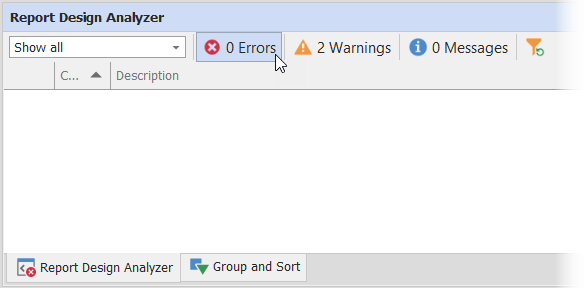 Report Design Analyzer
Show all 0 Errors 2 Warnings 0 Messages
C... Description
Report Design Analyzer Group and Sort